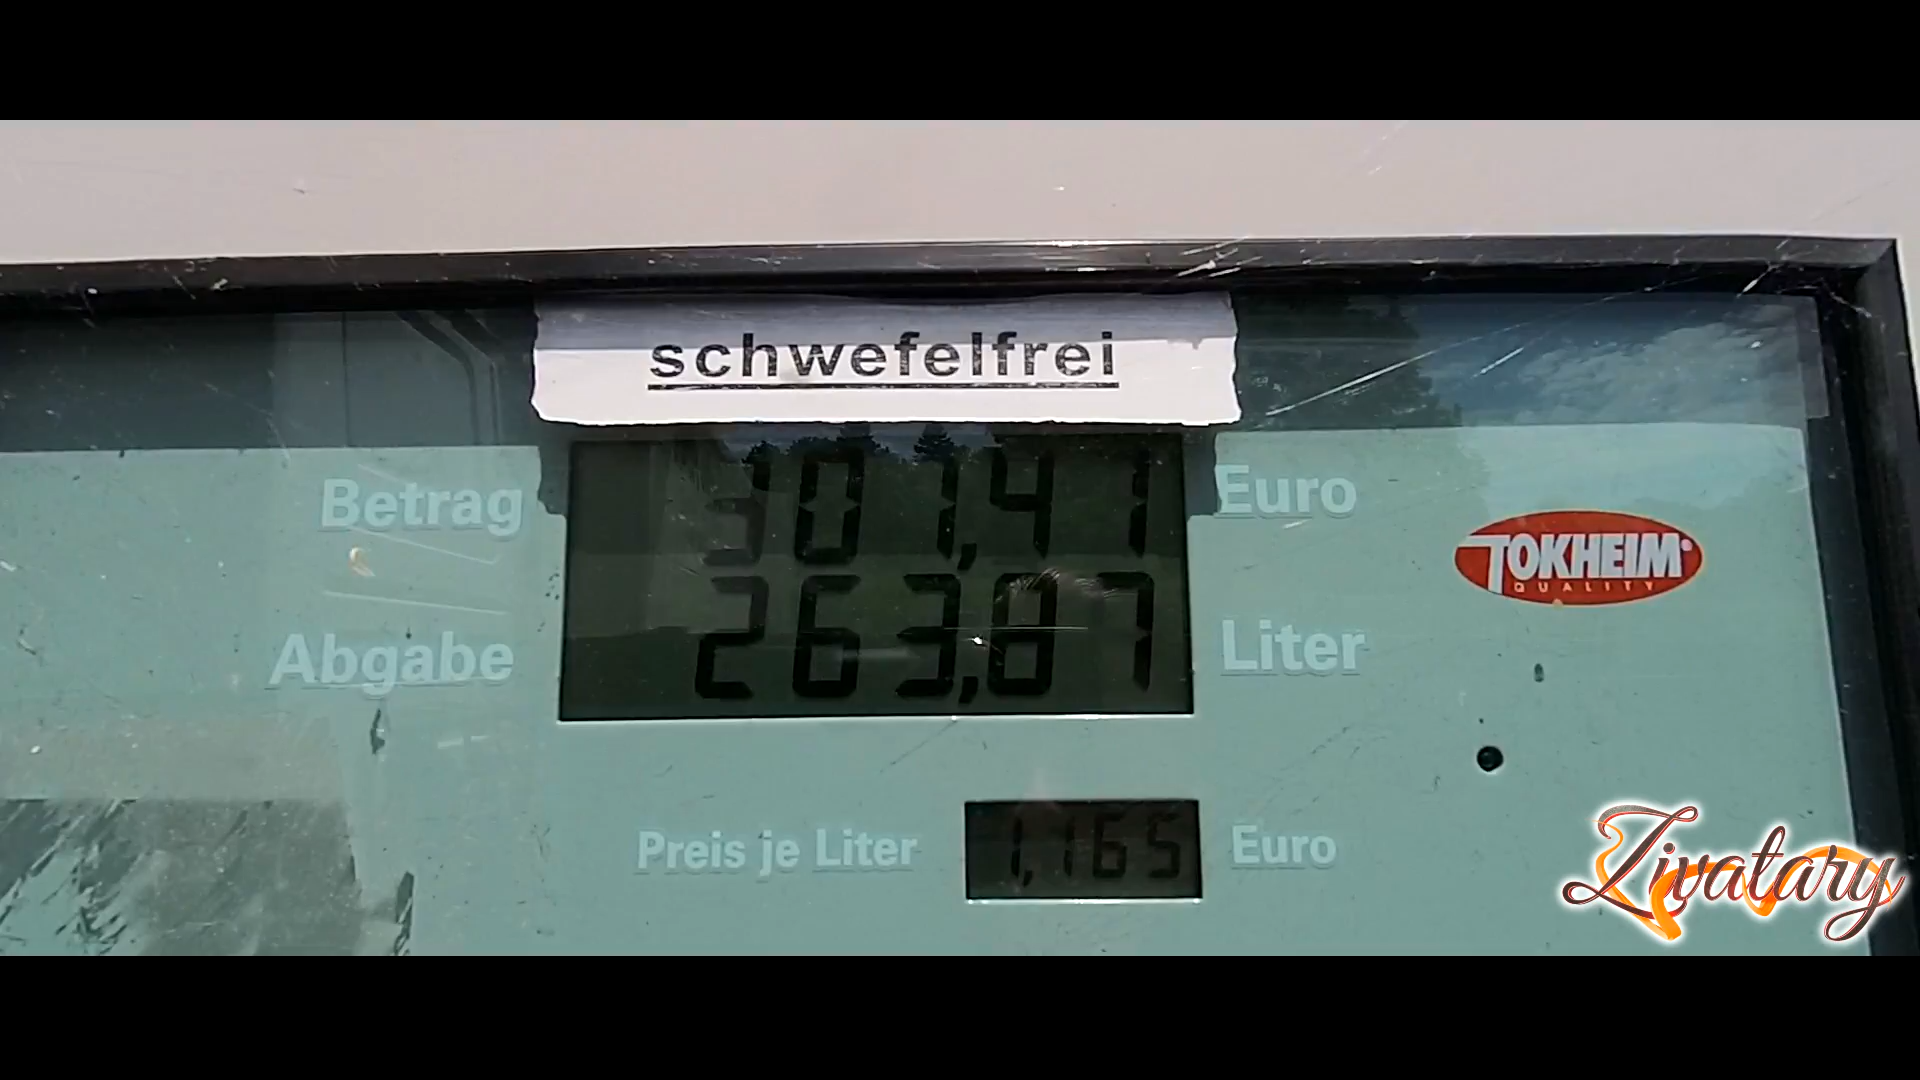 schwefelfrei
Betrag 307,41 Euro
TOKHEIM
QUALITY
Abgabe 263,87 Liter
Preis je Liter 1,165 Euro
Zivatary